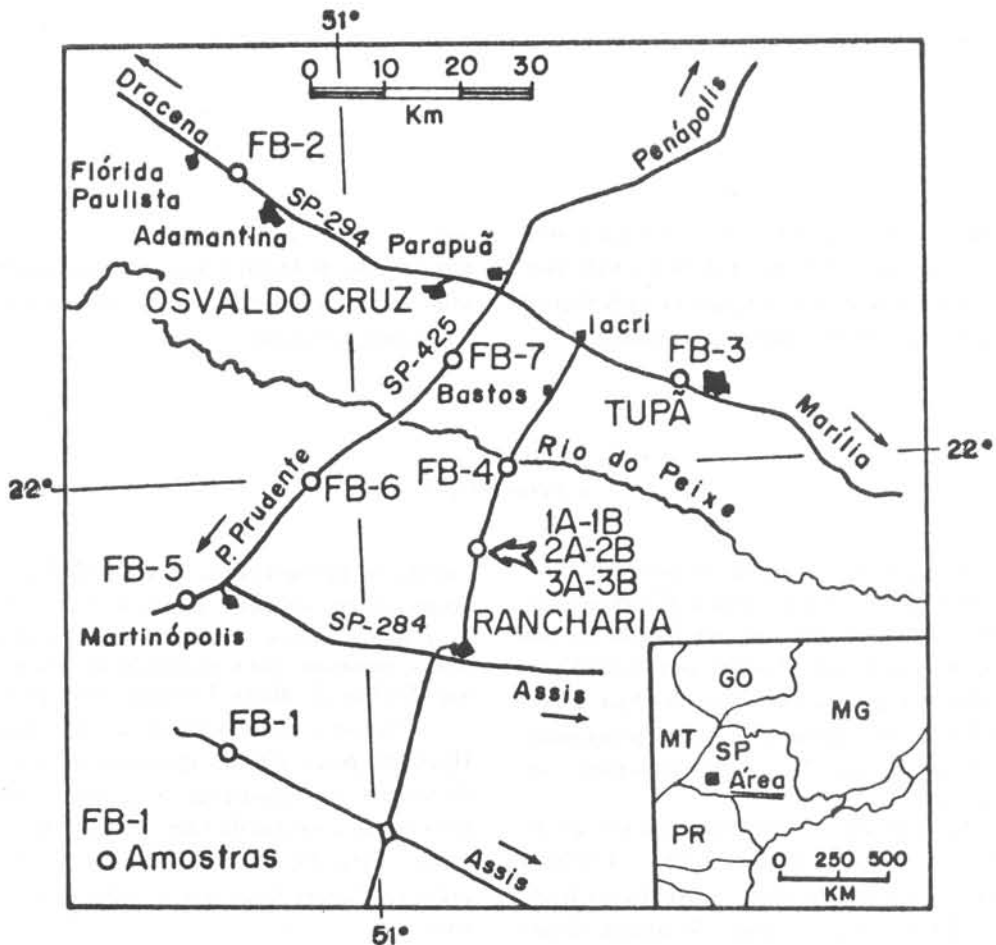 51°
0 10 20 30
Km
Dracena
Penápolis
FB-2
Flórida
Paulista
SP-294
Adamantina
Parapuã
OSVALDO CRUZ
SP-425
Iacri
FB-7
FB-3
Bastos
TUPÃ
Marília
22°
FB-4
Rio do Peixe
FB-6
22°
P. Prudente
1A-1B
2A-2B
3A-3B
FB-5
Martinópolis
SP-284
RANCHARIA
Assis
FB-1
GO
MG
MT
SP
Área
PR
0 250 500
KM
FB-1
Amostras
Assis
51°